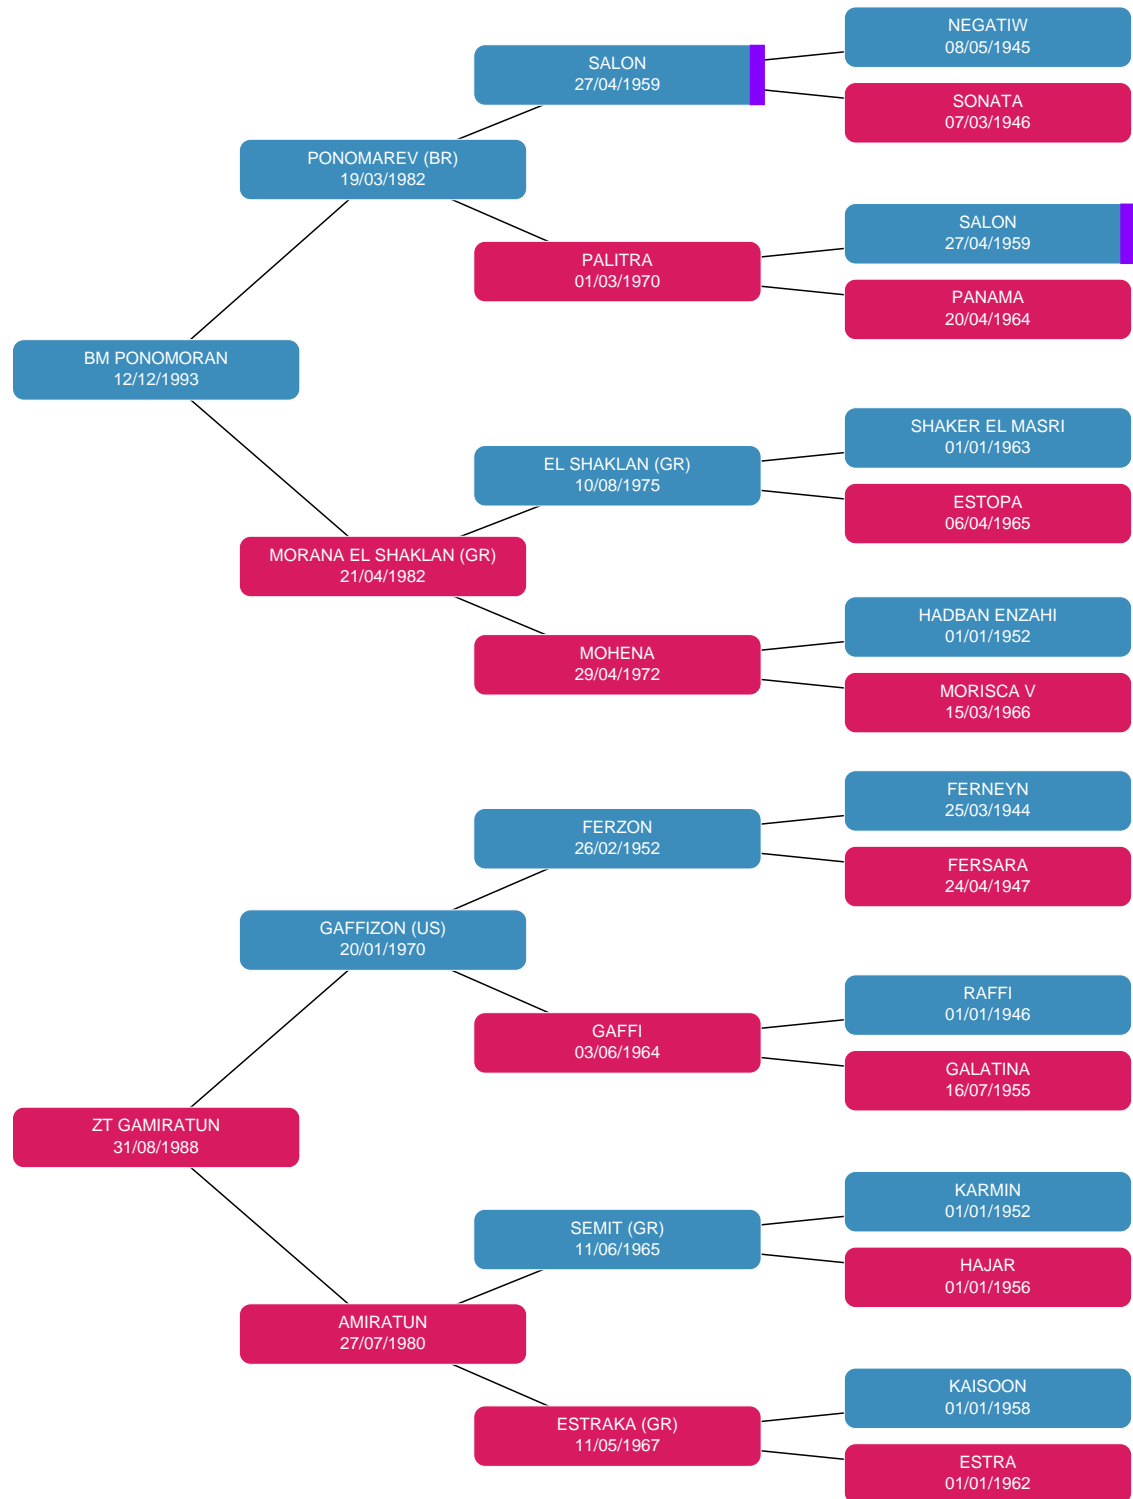 NEGATIW
08/05/1945
SALON
27/04/1959
SONATA
07/03/1946
PONOMAREV (BR)
19/03/1982
SALON
27/04/1959
PALITRA
01/03/1970
PANAMA
20/04/1964
BM PONOMORAN
12/12/1993
SHAKER EL MASRI
01/01/1963
EL SHAKLAN (GR)
10/08/1975
ESTOPA
06/04/1965
MORANA EL SHAKLAN (GR)
21/04/1982
HADBAN ENZAHI
01/01/1952
MOHENA
29/04/1972
MORISCA V
15/03/1966
FERNEYN
25/03/1944
FERZON
26/02/1952
FERSARA
24/04/1947
GAFFIZON (US)
20/01/1970
RAFFI
01/01/1946
GAFFI
03/06/1964
GALATINA
16/07/1955
ZT GAMIRATUN
31/08/1988
KARMIN
01/01/1952
SEMIT (GR)
11/06/1965
HAJAR
01/01/1956
AMIRATUN
27/07/1980
KAISOON
01/01/1958
ESTRAKA (GR)
11/05/1967
ESTRA
01/01/1962